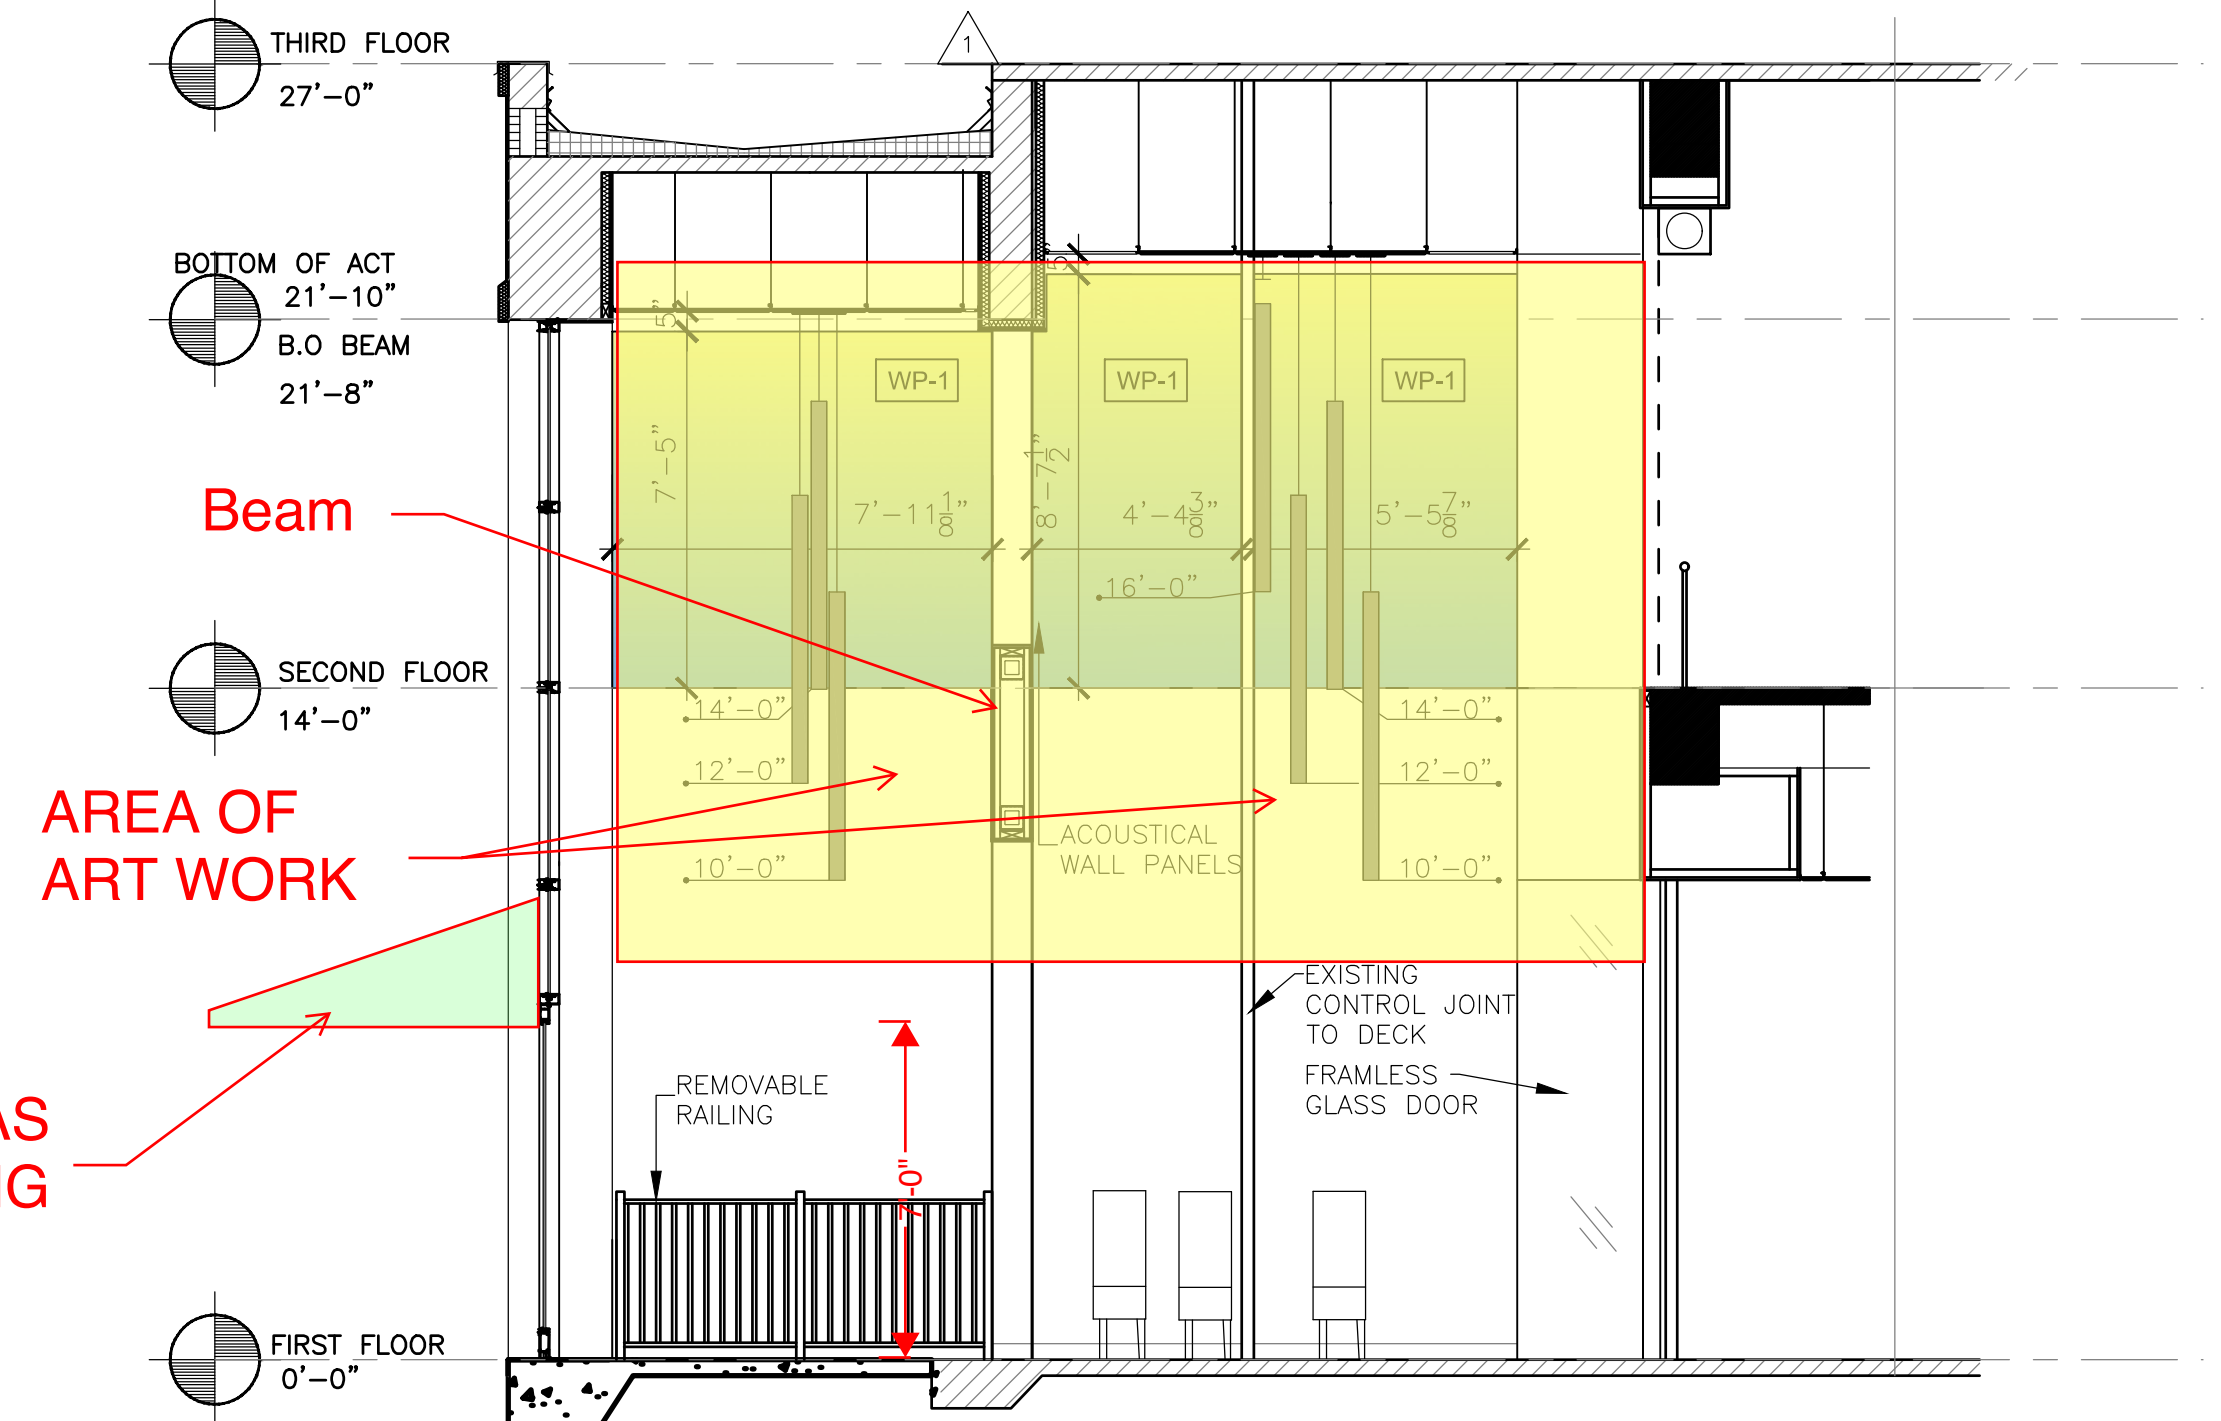 THIRD FLOOR
27'-0"
1
BOTTOM OF ACT
21'-10"
B.O BEAM
21'-8"
5"
5"
WP-1
WP-1
WP-1
7'-5"
8'-7 1/2"
Beam
7'-11 1/8"
4'-4 3/8"
5'-5 7/8"
16'-0"
SECOND FLOOR
14'-0"
14'-0"
14'-0"
12'-0"
12'-0"
AREA OF
ART WORK
ACOUSTICAL
WALL PANELS
10'-0"
10'-0"
EXISTING
CONTROL JOINT
TO DECK
FRAMLESS
GLASS DOOR
REMOVABLE
RAILING
AS
7'-0"
FIRST FLOOR
0'-0"